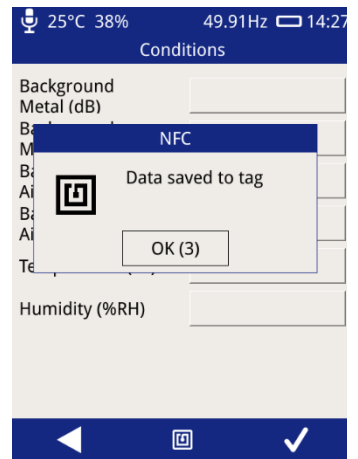 25°C 38% 49.91Hz 14:27
Conditions
Background
Metal (dB)
NFC
Data saved to tag
OK (3)
Humidity (%RH)